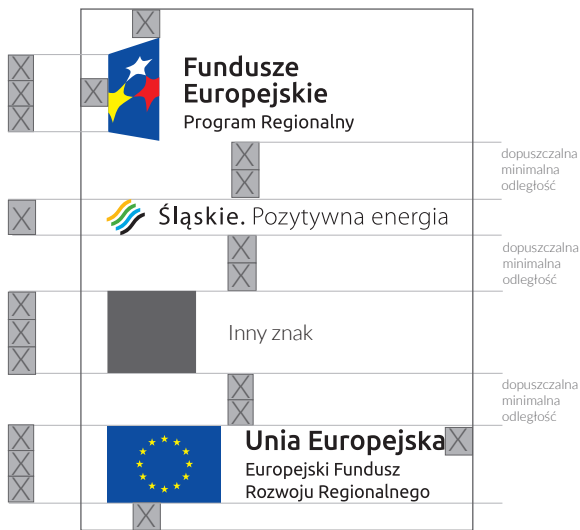 X
Fundusze
X
X
Europejskie
X
X
Program Regionalny
X
dopuszczalna
X
minimalna
X
odległość
X
Śląskie. Pozytywna energia
X
dopuszczalna
X
minimalna
odległość
X
X
Inny znak
X
X
dopuszczalna
X
minimalna
odległość
X
Unia Europejska
X
X
Europejski Fundusz
X
Rozwoju Regionalnego
X